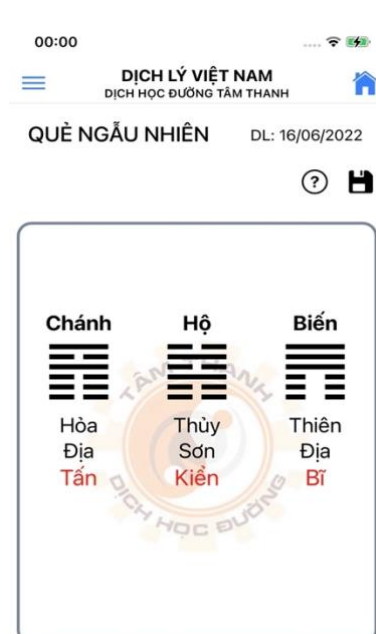 00:00
DỊCH LÝ VIỆT NAM
DỊCH HỌC ĐƯỜNG TÂM THANH
QUẺ NGẪU NHIÊN DL: 16/06/2022
?
Chánh Hộ Biến
Hỏa Thủy Thiên
Địa Sơn Địa
Tấn Kiển Bĩ
TÂM THANH
DỊCH HỌC ĐƯỜNG